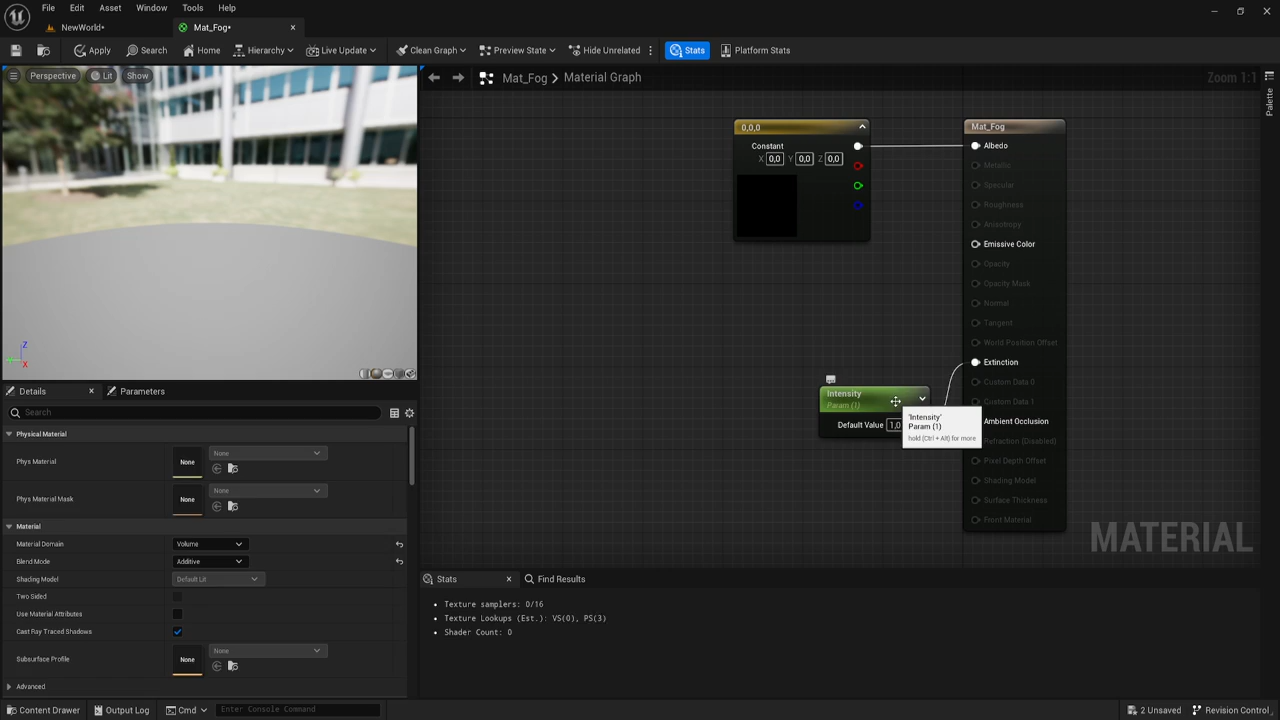 File Edit Asset Window Tools Help
NewWorld*
Mat_Fog*
Apply Search Home Hierarchy Live Update Clean Graph Preview State Hide Unrelated Stats Platform Stats
Perspective Lit Show
Mat_Fog > Material Graph
Zoom 1:1
Palette
0,0,0
Constant
X 0,0 Y 0,0 Z 0,0
Mat_Fog
Albedo
Metallic
Specular
Roughness
Anisotropy
Emissive Color
Opacity
Opacity Mask
Normal
Tangent
World Position Offset
Extinction
Custom Data 0
Custom Data 1
Ambient Occlusion
Refraction (Disabled)
Pixel Depth Offset
Shading Model
Surface Thickness
Front Material
Intensity
Param (1)
Default Value 1,0
'Intensity'
Param (1)
hold (Ctrl + Alt) for more
MATERIAL
Z
X
Details
Parameters
Search
Physical Material
Phys Material None None
Phys Material Mask None None
Material
Material Domain Volume
Blend Mode Additive
Shading Model Default Lit
Two Sided
Use Material Attributes
Cast Ray Traced Shadows
Subsurface Profile None None
Advanced
Stats
Find Results
Texture samplers: 0/16
Texture Lookups (Est.): VS(0), PS(3)
Shader Count: 0
Content Drawer Output Log Cmd Enter Console Command
2 Unsaved Revision Control